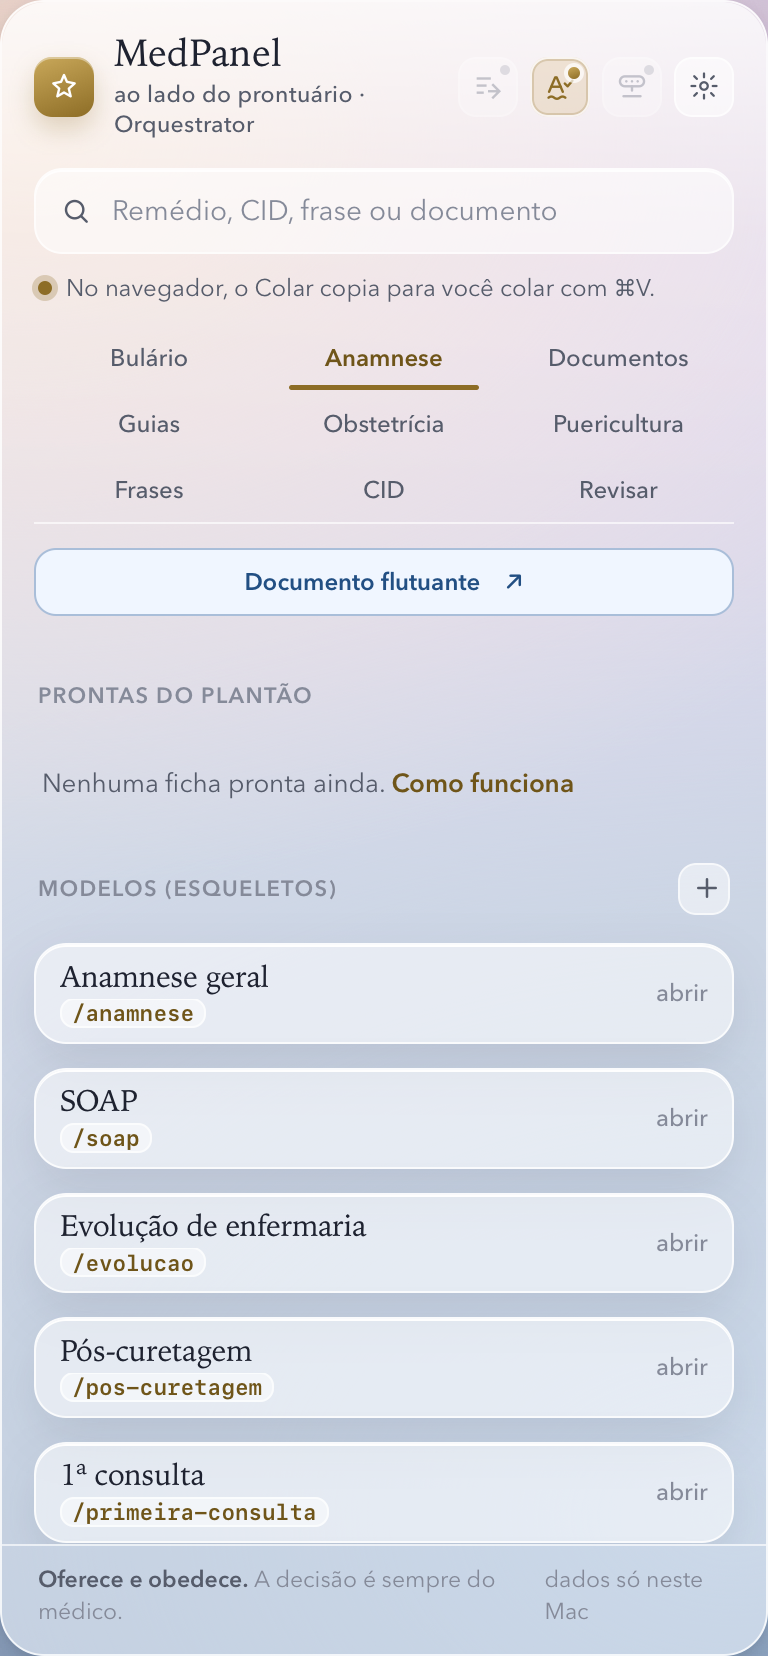 MedPanel
ao lado do prontuário ·
Orquestrator
Remédio, CID, frase ou documento
No navegador, o Colar copia para você colar com ⌘V.
Bulário Anamnese Documentos
Guias Obstetrícia Puericultura
Frases CID Revisar
Documento flutuante ↗
PRONTAS DO PLANTÃO
Nenhuma ficha pronta ainda. Como funciona
MODELOS (ESQUELETOS) +
Anamnese geral
/anamnese
abrir
SOAP
/soap
abrir
Evolução de enfermaria
/evolucao
abrir
Pós-curetagem
/pos-curetagem
abrir
1ª consulta
/primeira-consulta
abrir
Oferece e obedece. A decisão é sempre do
médico.
dados só neste
Mac